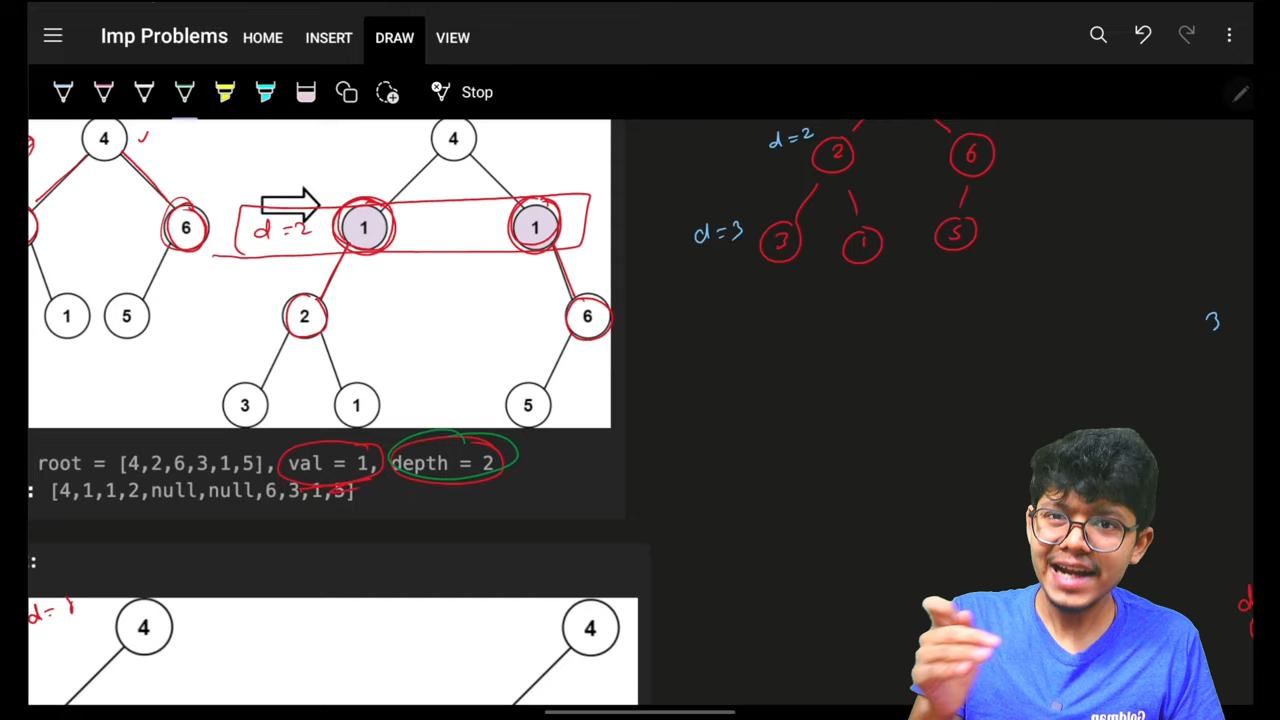 Imp Problems HOME INSERT DRAW VIEW
Stop
4 4
d=2
2 6
6 d=2 1 1
d=3 3 1 5
1 5 2 6
3
3 1 5
root = [4,2,6,3,1,5], val = 1, depth = 2
: [4,1,1,2,null,null,6,3,1,5]
:
d=1
4 4
Goldman